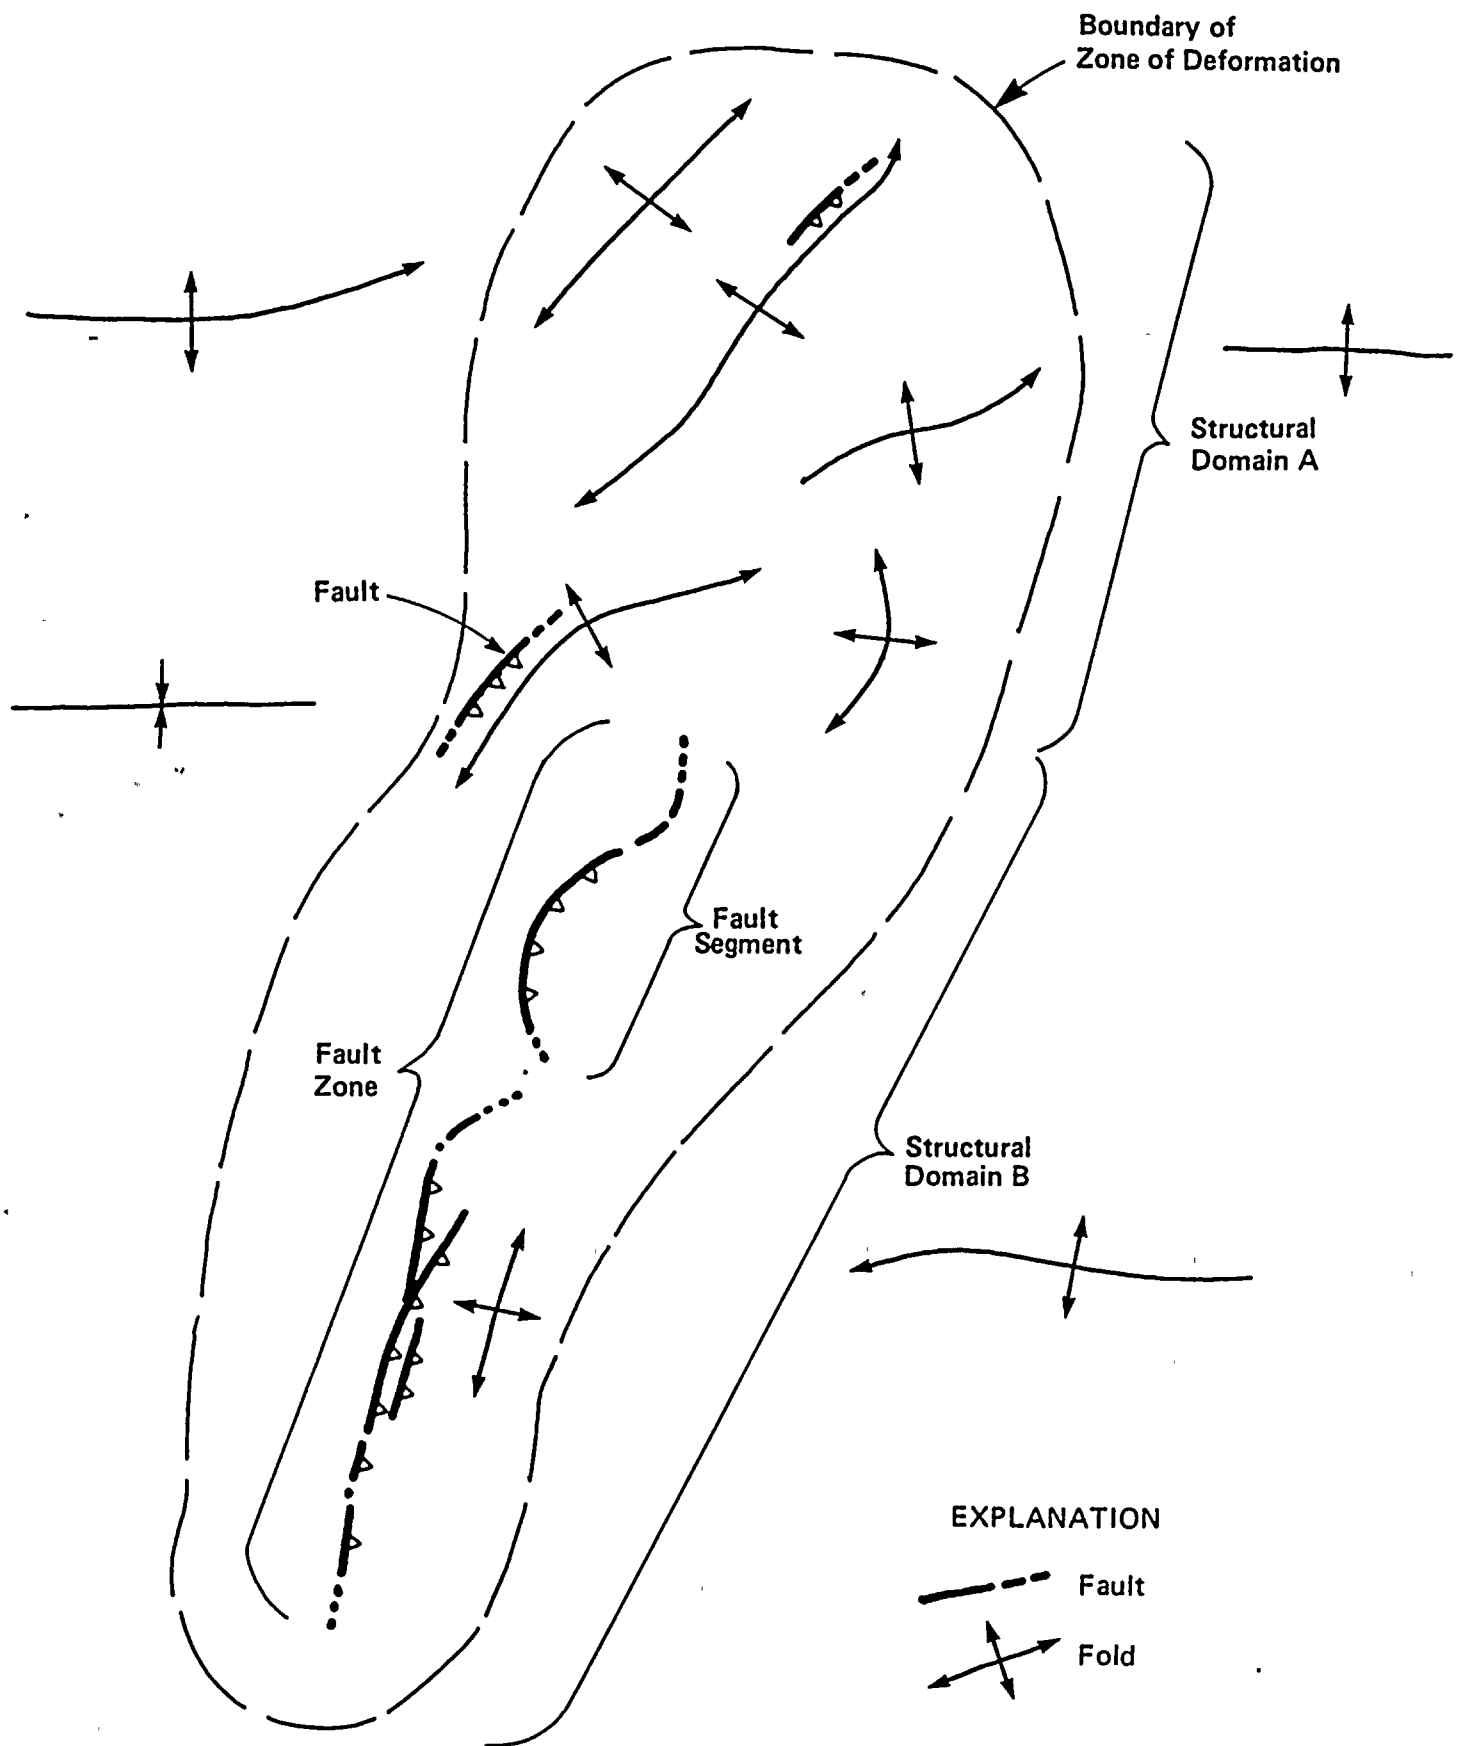 Boundary of
Zone of Deformation
Structural
Domain A
Fault
Fault
Segment
Fault
Zone
Structural
Domain B
EXPLANATION
Fault
Fold